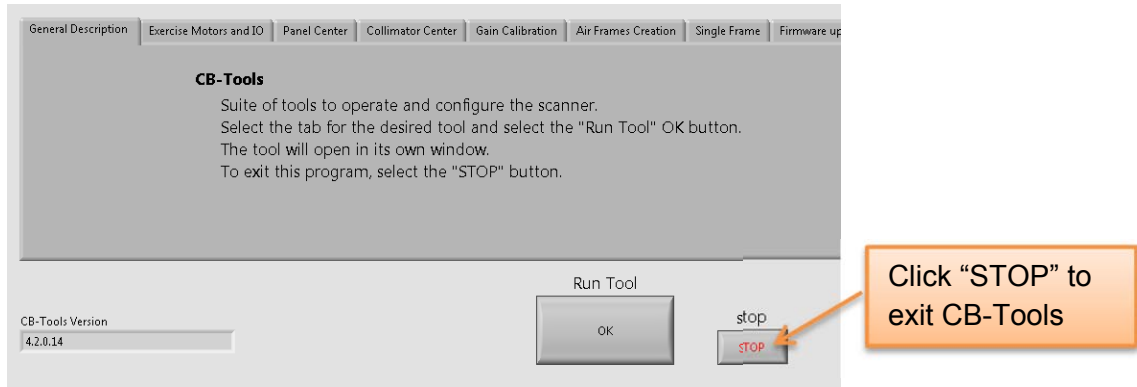 General Description
Exercise Motors and IO
Panel Center
Collimator Center
Gain Calibration
Air Frames Creation
Single Frame
Firmware up
CB-Tools
Suite of tools to operate and configure the scanner.
Select the tab for the desired tool and select the "Run Tool" OK button.
The tool will open in its own window.
To exit this program, select the "STOP" button.
Run Tool
OK
stop
STOP
CB-Tools Version
4.2.0.14
Click “STOP” to
exit CB-Tools